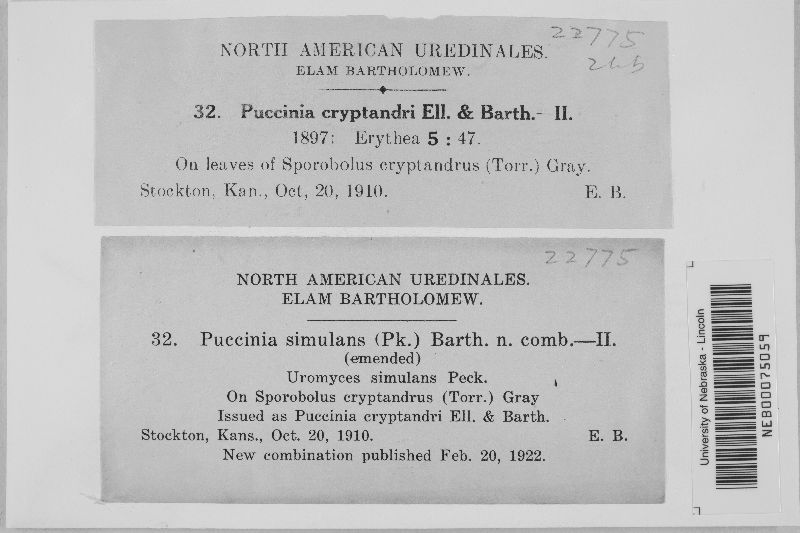 22775
NORTH AMERICAN UREDINALES.
ELAM BARTHOLOMEW.
32. Puccinia cryptandri Ell. & Barth.- II.
1897: Erythea 5 : 47.
On leaves of Sporobolus cryptandrus (Torr.) Gray.
Stockton, Kan., Oct, 20, 1910. E. B.
22775
NORTH AMERICAN UREDINALES.
ELAM BARTHOLOMEW.
32. Puccinia simulans (Pk.) Barth. n. comb.—II.
(emended)
Uromyces simulans Peck.
On Sporobolus cryptandrus (Torr.) Gray
Issued as Puccinia cryptandri Ell. & Barth.
Stockton, Kans., Oct. 20, 1910. E. B.
New combination published Feb. 20, 1922.
University of Nebraska - Lincoln
NEB00075059